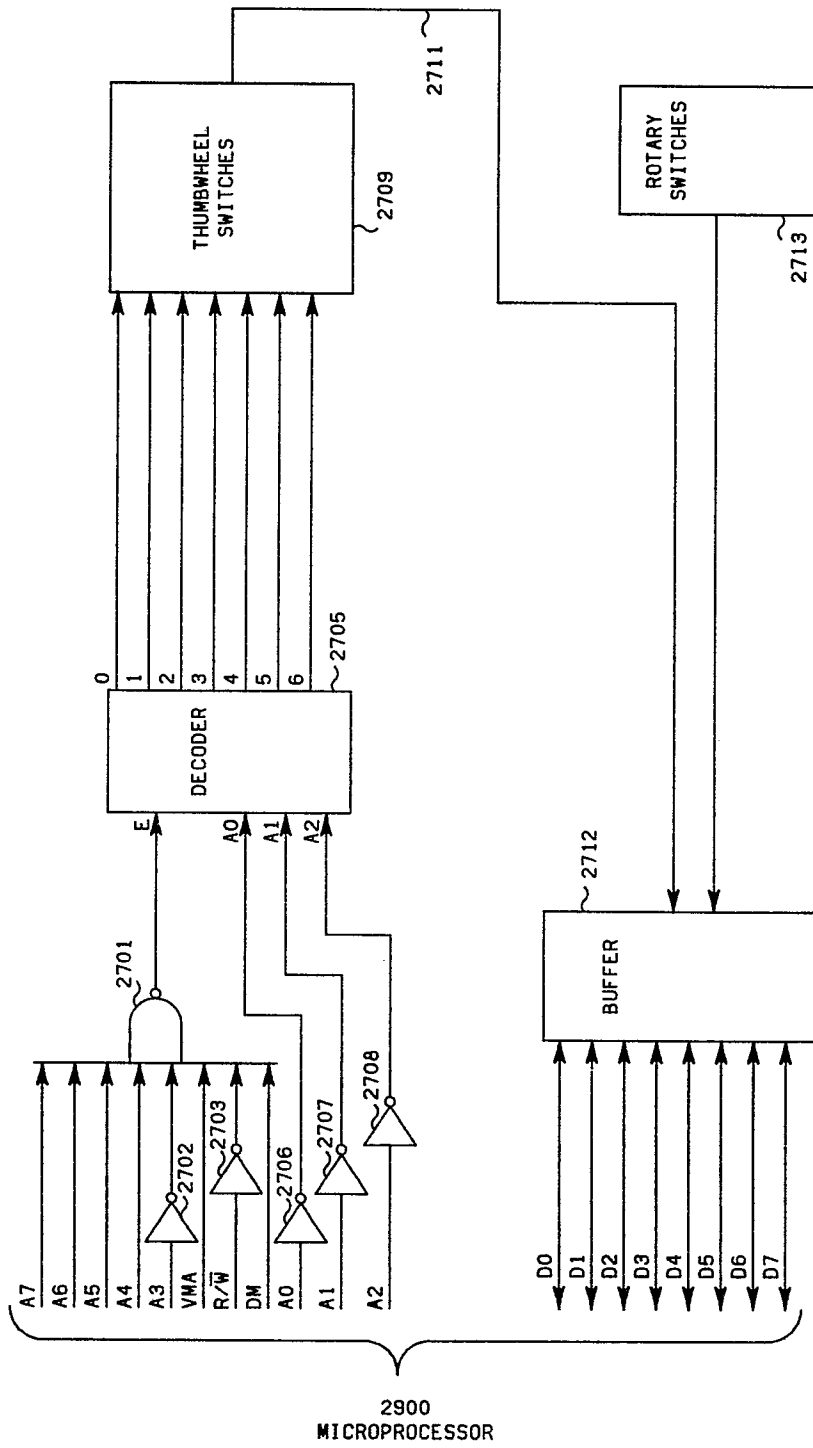 A7
A6
A5
A4
A3
VMA
R/W̅
DM
A0
A1
A2
2701
2702
2703
2706
2707
2708
E
A0
A1
A2
DECODER
2705
0
1
2
3
4
5
6
THUMBWHEEL
SWITCHES
2709
2711
D0
D1
D2
D3
D4
D5
D6
D7
BUFFER
2712
ROTARY
SWITCHES
2713
2900
MICROPROCESSOR